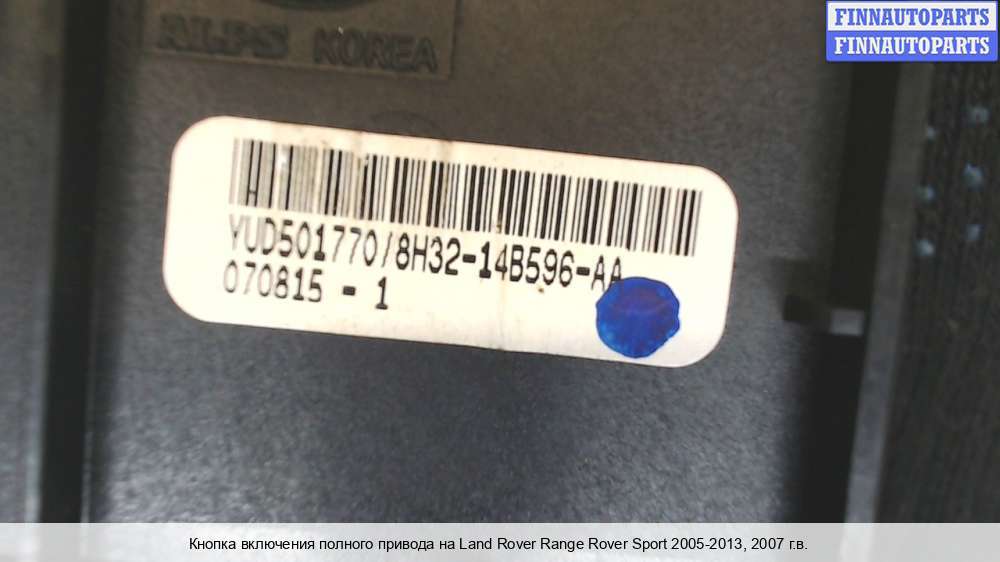 FINNAUTOPARTS
FINNAUTOPARTS
ALPS KOREA
YUD501770/8H32-14B596-AA
070815 - 1
Кнопка включения полного привода на Land Rover Range Rover Sport 2005-2013, 2007 г.в.